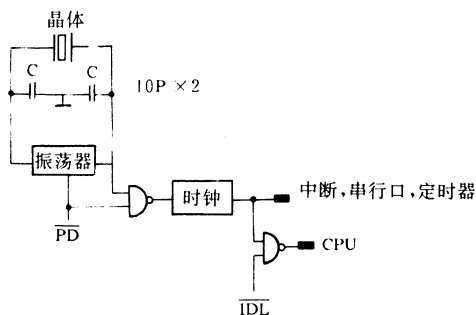 晶体
C C
10P × 2
振荡器
时钟
中断,串行口,定时器
PD
CPU
IDL